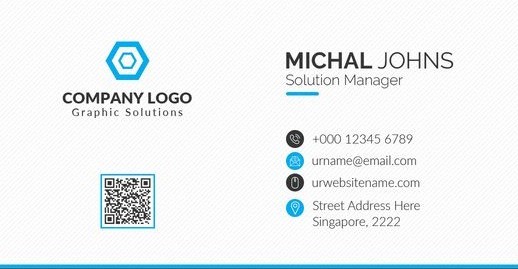 COMPANY LOGO
Graphic Solutions
MICHAL JOHNS
Solution Manager
+000 12345 6789
urname@email.com
urwebsitename.com
Street Address Here
Singapore, 2222